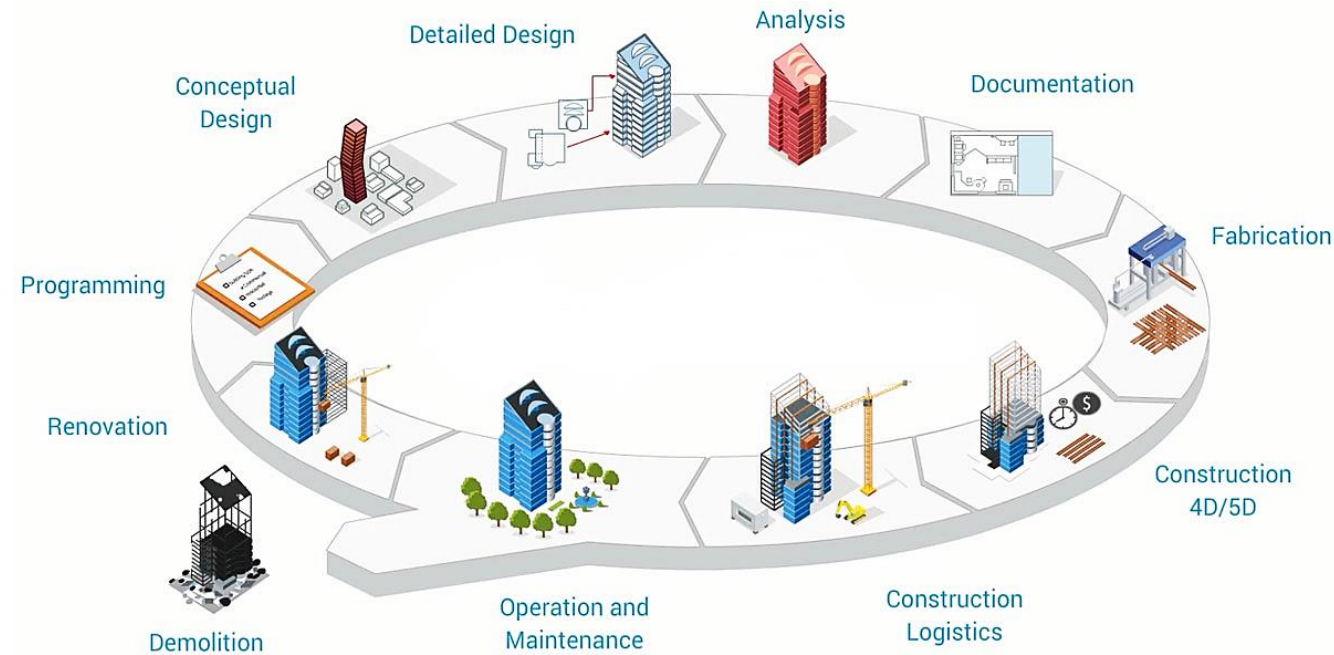 Detailed Design
Analysis
Conceptual
Design
Documentation
Programming
Fabrication
Renovation
Construction
4D/5D
$
Operation and
Maintenance
Construction
Logistics
Demolition